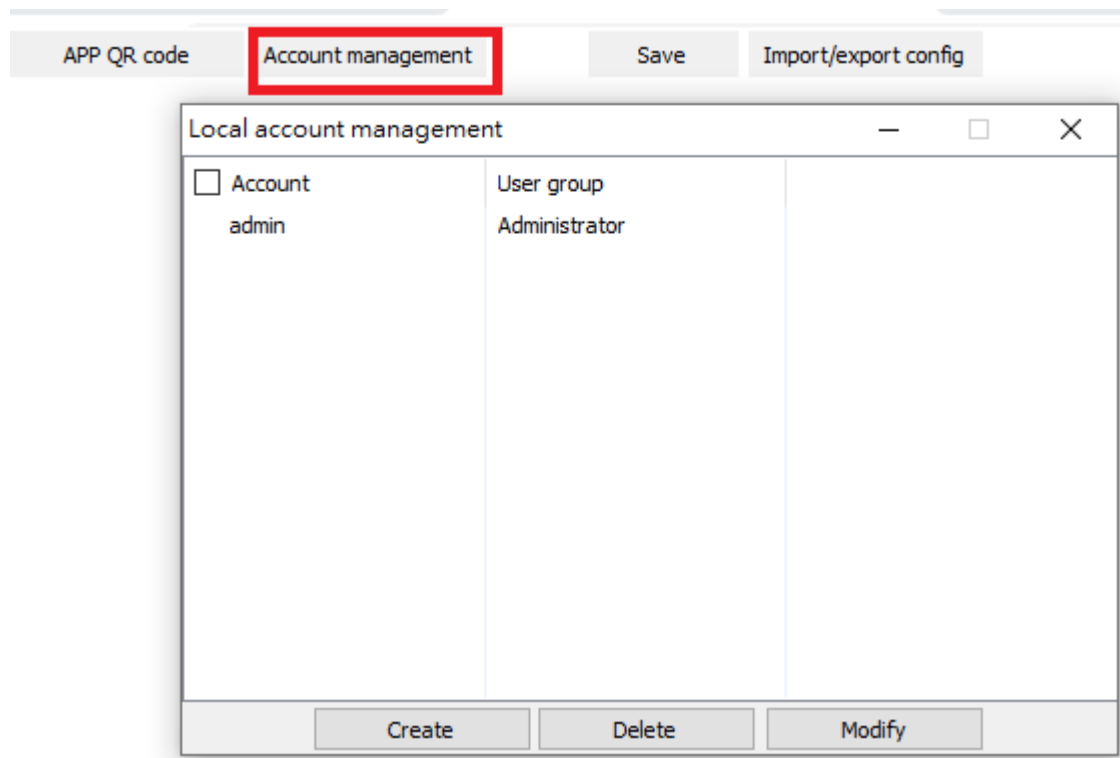 APP QR code Account management Save Import/export config
Local account management
Account User group
admin Administrator
Create Delete Modify